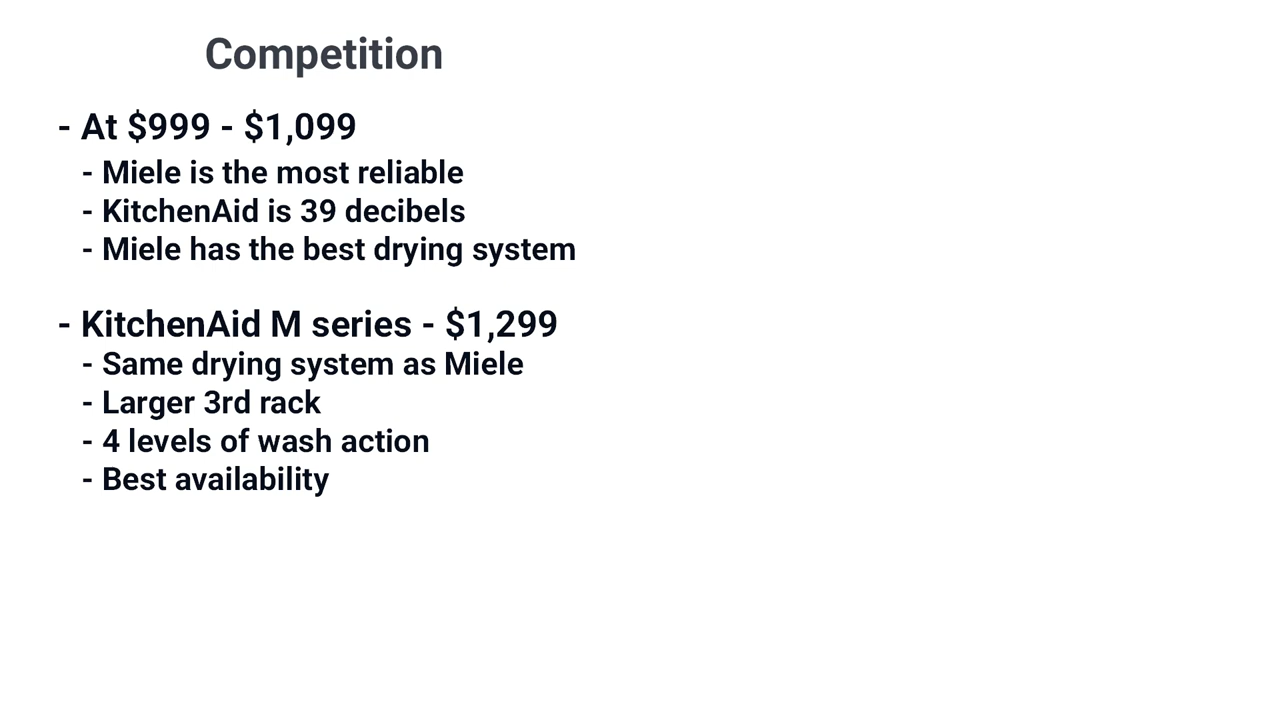 Competition
- At $999 - $1,099
- Miele is the most reliable
- KitchenAid is 39 decibels
- Miele has the best drying system
- KitchenAid M series - $1,299
- Same drying system as Miele
- Larger 3rd rack
- 4 levels of wash action
- Best availability